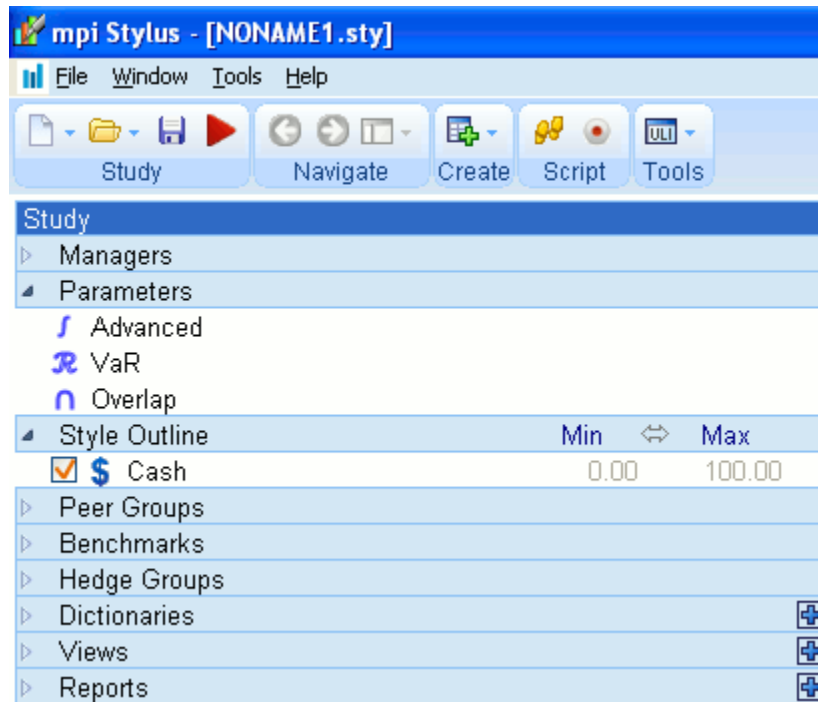 mpi Stylus - [NONAME1.sty]
File Window Tools Help
ULI
Study Navigate Create Script Tools
Study
Managers
Parameters
Advanced
VaR
Overlap
Style Outline Min Max
$ Cash 0.00 100.00
Peer Groups
Benchmarks
Hedge Groups
Dictionaries
Views
Reports